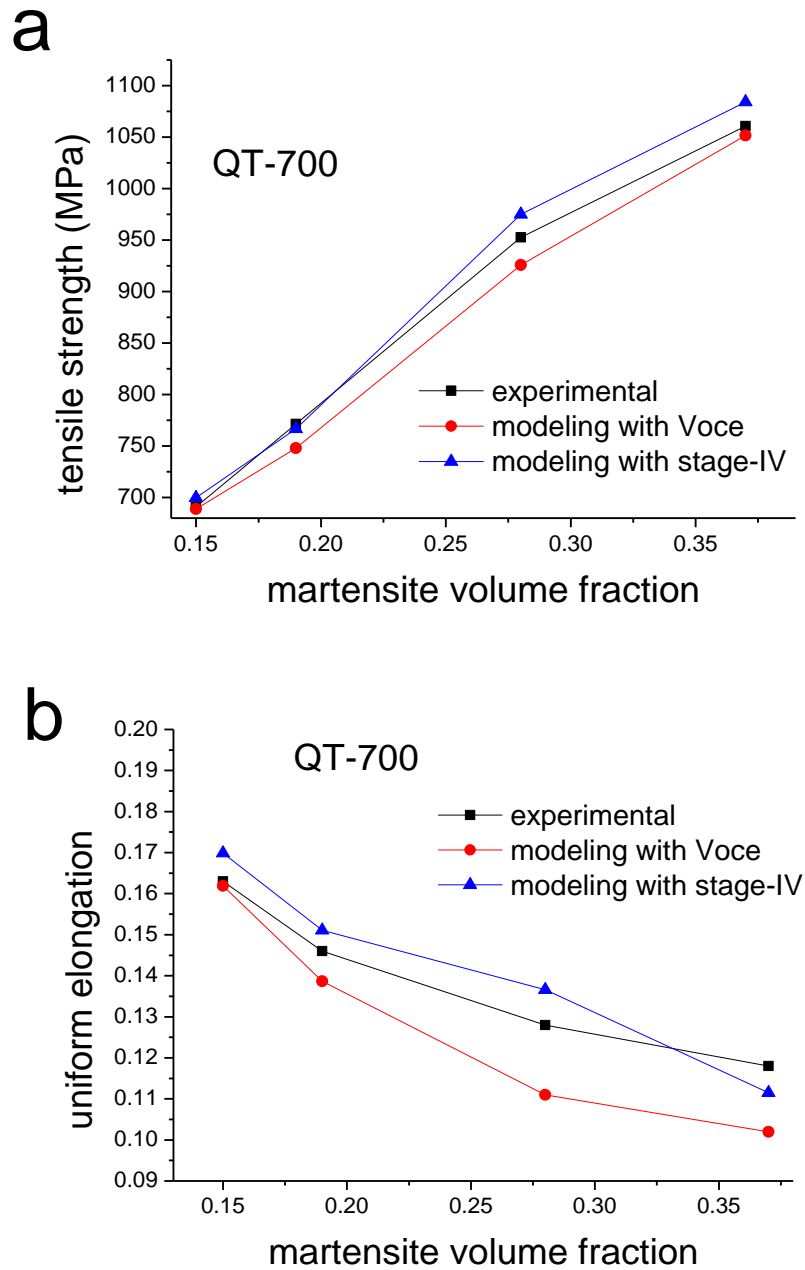 a
1100
1050
1000
950
900
850
800
750
700
tensile strength (MPa)
QT-700
experimental
modeling with Voce
modeling with stage-IV
0.15 0.20 0.25 0.30 0.35
martensite volume fraction
b
0.20
0.19
0.18
0.17
0.16
0.15
0.14
0.13
0.12
0.11
0.10
0.09
uniform elongation
QT-700
experimental
modeling with Voce
modeling with stage-IV
0.15 0.20 0.25 0.30 0.35
martensite volume fraction